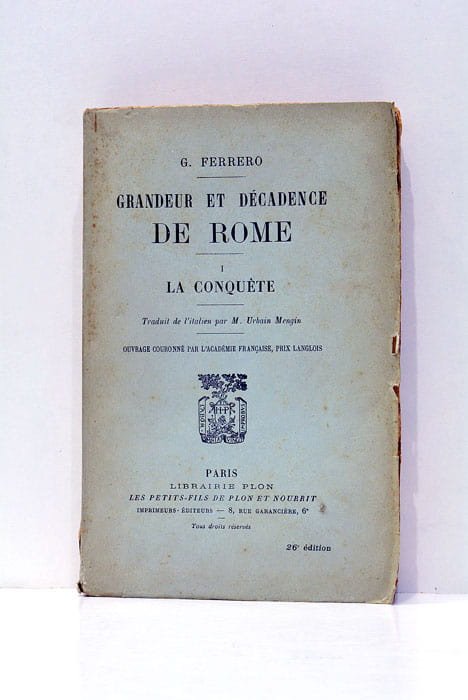 G. FERRERO
GRANDEUR ET DÉCADENCE
DE ROME
I
LA CONQUÊTE
Traduit de l'italien par M. Urbain Mengin
OUVRAGE COURONNÉ PAR L'ACADÉMIE FRANÇAISE, PRIX LANGLOIS
PARIS
LIBRAIRIE PLON
LES PETITS-FILS DE PLON ET NOURRIT
IMPRIMEURS-ÉDITEURS — 8, RUE GARANCIÈRE, 6e
Tous droits réservés
26e édition